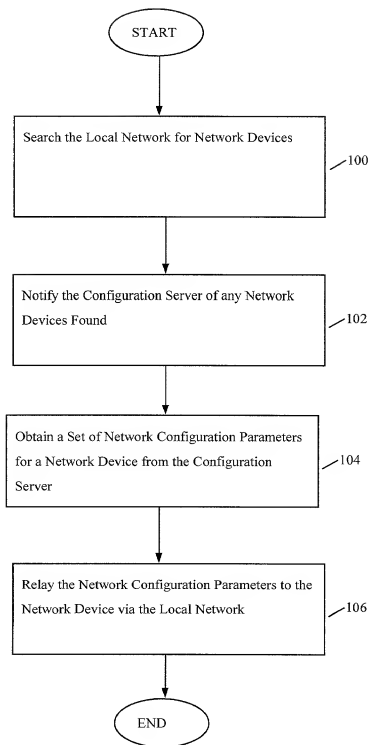 START
Search the Local Network for Network Devices
100
Notify the Configuration Server of any Network
Devices Found
102
Obtain a Set of Network Configuration Parameters
for a Network Device from the Configuration
Server
104
Relay the Network Configuration Parameters to the
Network Device via the Local Network
106
END